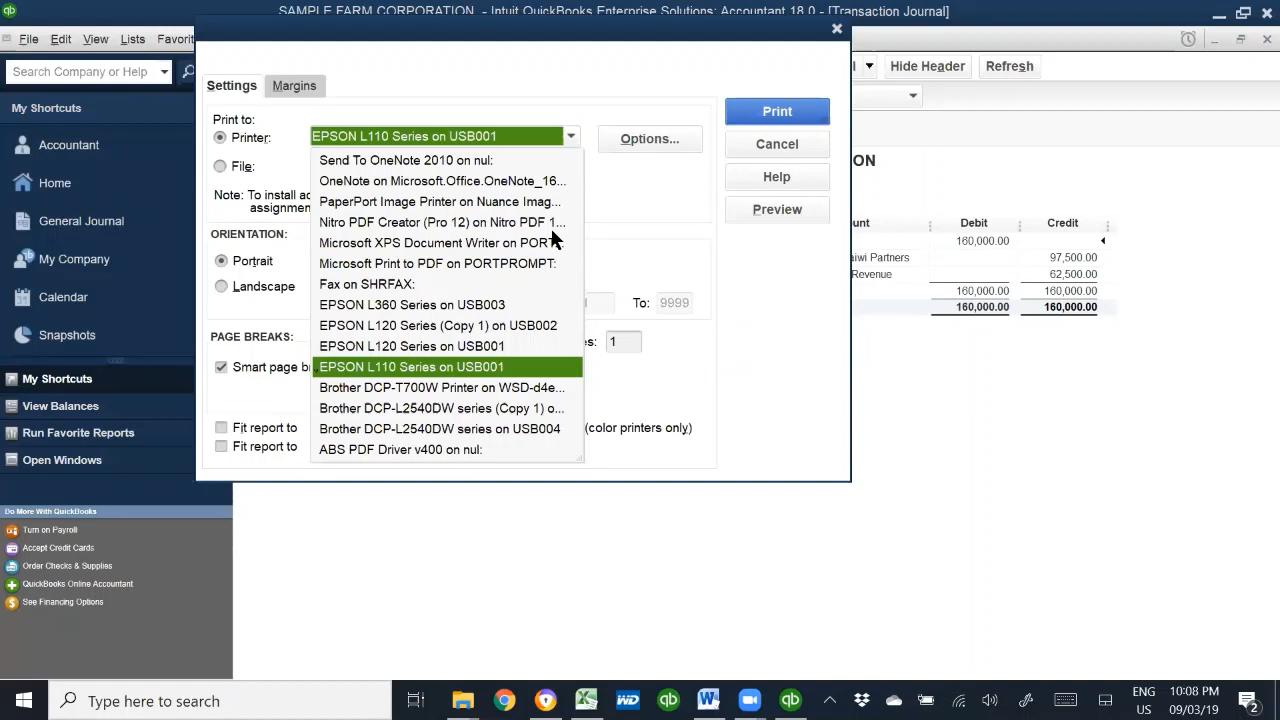 SAMPLE FARM CORPORATION - Intuit QuickBooks Enterprise Solutions: Accountant 18.0 - [Transaction Journal]
File Edit View Lists Favorit
Hide Header Refresh
Search Company or Help
My Shortcuts
Accountant
Home
General Journal
My Company
Calendar
Snapshots
My Shortcuts
View Balances
Run Favorite Reports
Open Windows
Do More With QuickBooks
Turn on Payroll
Accept Credit Cards
Order Checks & Supplies
QuickBooks Online Accountant
See Financing Options
Settings Margins
Print to:
Printer: EPSON L110 Series on USB001 Options...
File:
Note: To install ac
assignmen
ORIENTATION:
Portrait
Landscape
To: 9999
PAGE BREAKS:
es: 1
Smart page b
Fit report to
(color printers only)
Fit report to
Send To OneNote 2010 on nul:
OneNote on Microsoft.Office.OneNote_16...
PaperPort Image Printer on Nuance Imag...
Nitro PDF Creator (Pro 12) on Nitro PDF 1...
Microsoft XPS Document Writer on PORT
Microsoft Print to PDF on PORTPROMPT:
Fax on SHRFAX:
EPSON L360 Series on USB003
EPSON L120 Series (Copy 1) on USB002
EPSON L120 Series on USB001
EPSON L110 Series on USB001
Brother DCP-T700W Printer on WSD-d4e...
Brother DCP-L2540DW series (Copy 1) o...
Brother DCP-L2540DW series on USB004
ABS PDF Driver v400 on nul:
Print
Cancel
Help
Preview
ON
unt Debit Credit
160,000.00
aiwi Partners 97,500.00
Revenue 62,500.00
160,000.00 160,000.00
160,000.00 160,000.00
Type here to search
ENG
US
10:08 PM
09/03/19
2